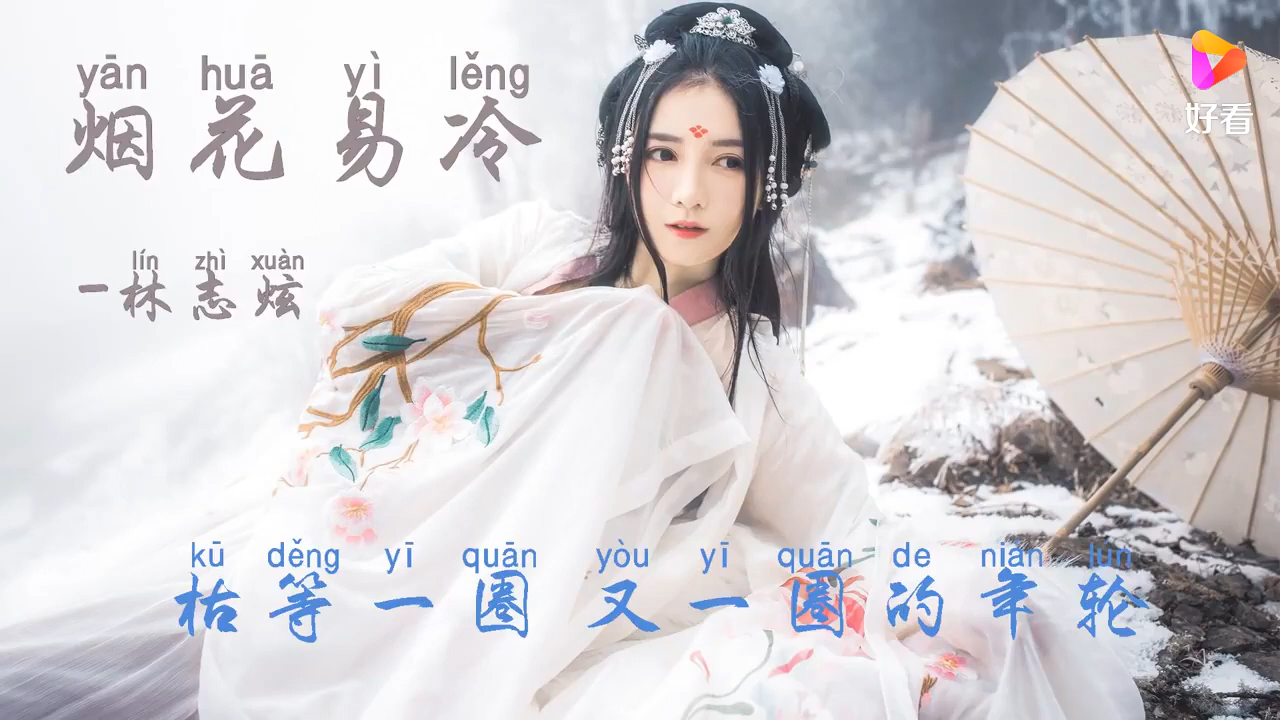 yān huā yì lěng
烟花易冷
好看
lín zhì xuàn
-林志炫
kū děng yī quān yòu yī quān de nián lún
枯等一圈又一圈的年轮